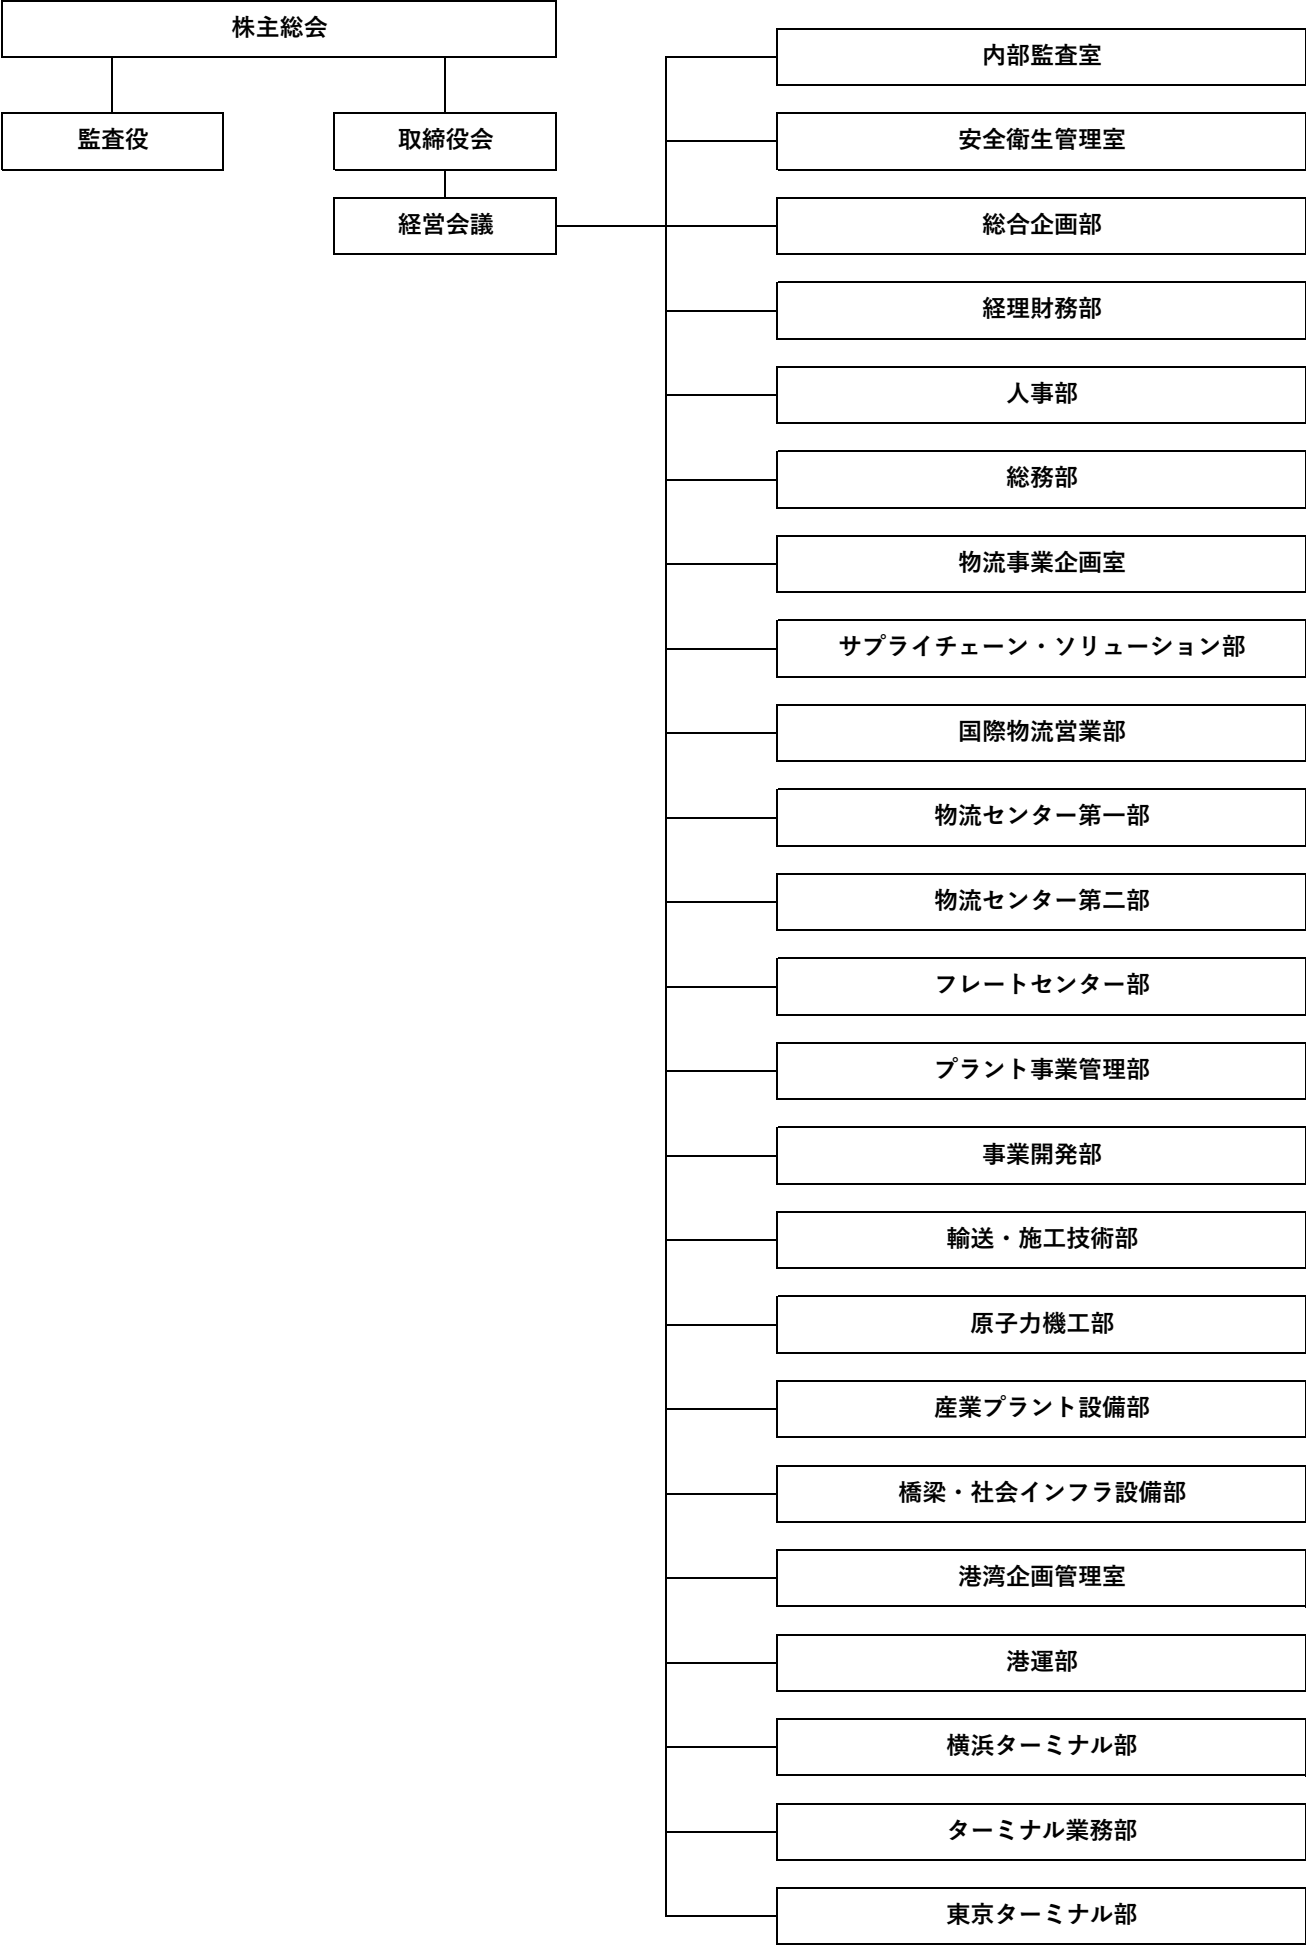 株主総会
監査役
取締役会
経営会議
内部監査室
安全衛生管理室
総合企画部
経理財務部
人事部
総務部
物流事業企画室
サプライチェーン・ソリューション部
国際物流営業部
物流センター第一部
物流センター第二部
フレートセンター部
プラント事業管理部
事業開発部
輸送・施工技術部
原子力機工部
産業プラント設備部
橋梁・社会インフラ設備部
港湾企画管理室
港運部
横浜ターミナル部
ターミナル業務部
東京ターミナル部